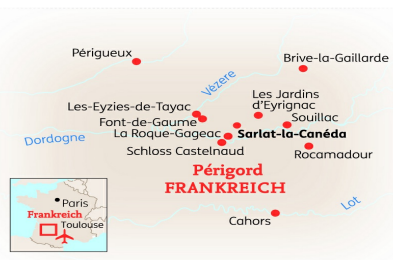 Périgueux
Brive-la-Gaillarde
Vézere
Les-Eyzies-de-Tayac
Les Jardins
d'Eyrignac
Font-de-Gaume
Souillac
Dordogne
La Roque-Gageac
Sarlat-la-Canéda
Schloss Castelnaud
Rocamadour
Périgord
FRANKREICH
Lot
Cahors
Paris
Frankreich
Toulouse